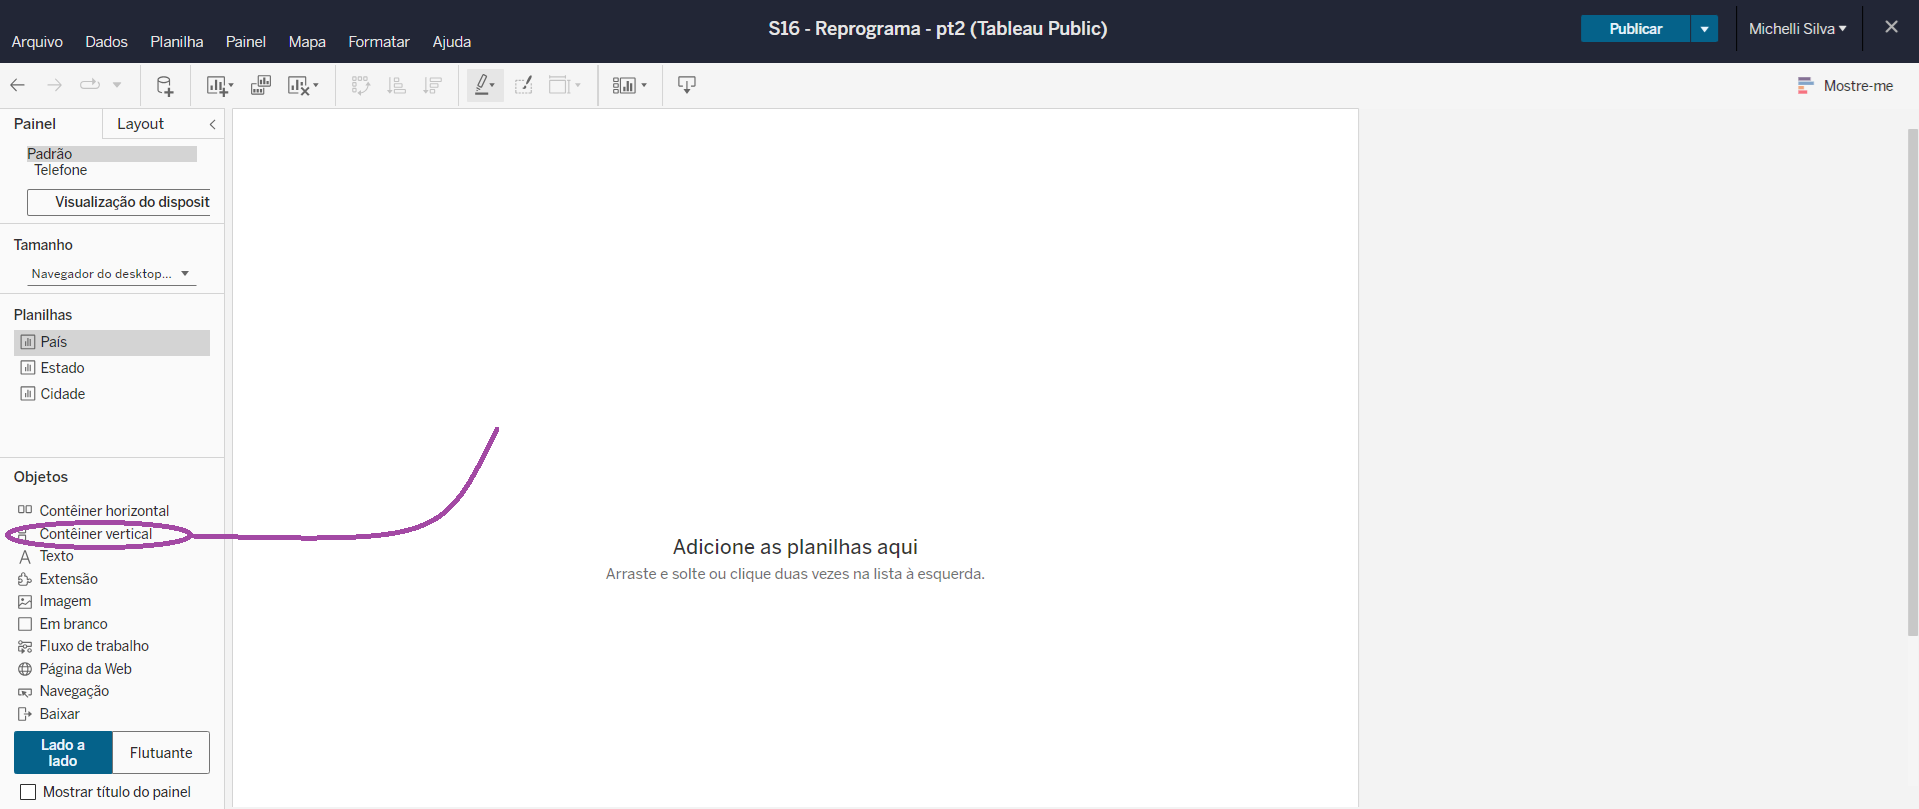 S16 - Reprograma - pt2 (Tableau Public)
Arquivo Dados Planilha Painel Mapa Formatar Ajuda
Publicar
Michelli Silva
Mostre-me
Painel Layout
Padrão
Telefone
Visualização do disposit
Tamanho
Navegador do desktop...
Planilhas
País
Estado
Cidade
Objetos
Contêiner horizontal
Contêiner vertical
Texto
Extensão
Imagem
Em branco
Fluxo de trabalho
Página da Web
Navegação
Baixar
Lado a
lado
Flutuante
Mostrar título do painel
Adicione as planilhas aqui
Arraste e solte ou clique duas vezes na lista à esquerda.